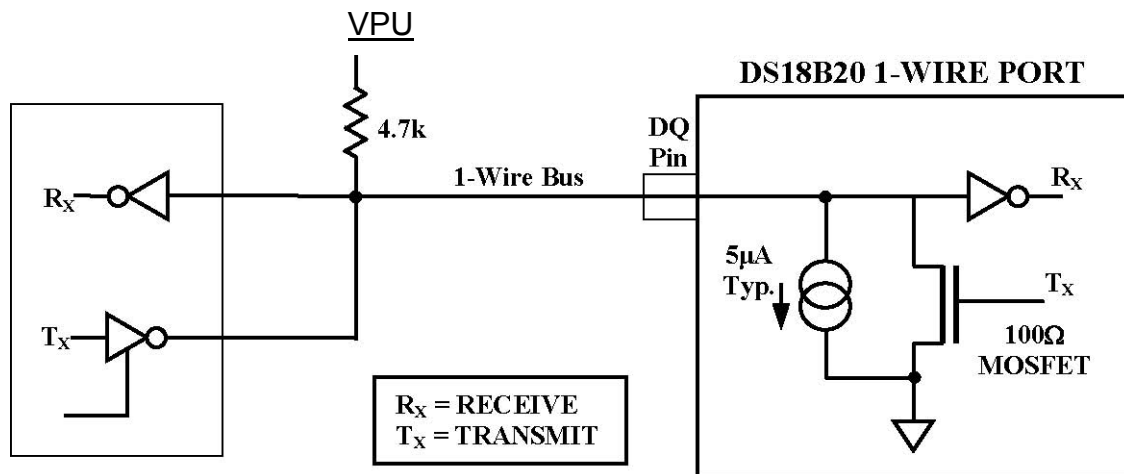 VPU
4.7k
DS18B20 1-WIRE PORT
DQ
Pin
1-Wire Bus
RX
TX
RX
5µA
Typ.
TX
100Ω
MOSFET
RX = RECEIVE
TX = TRANSMIT